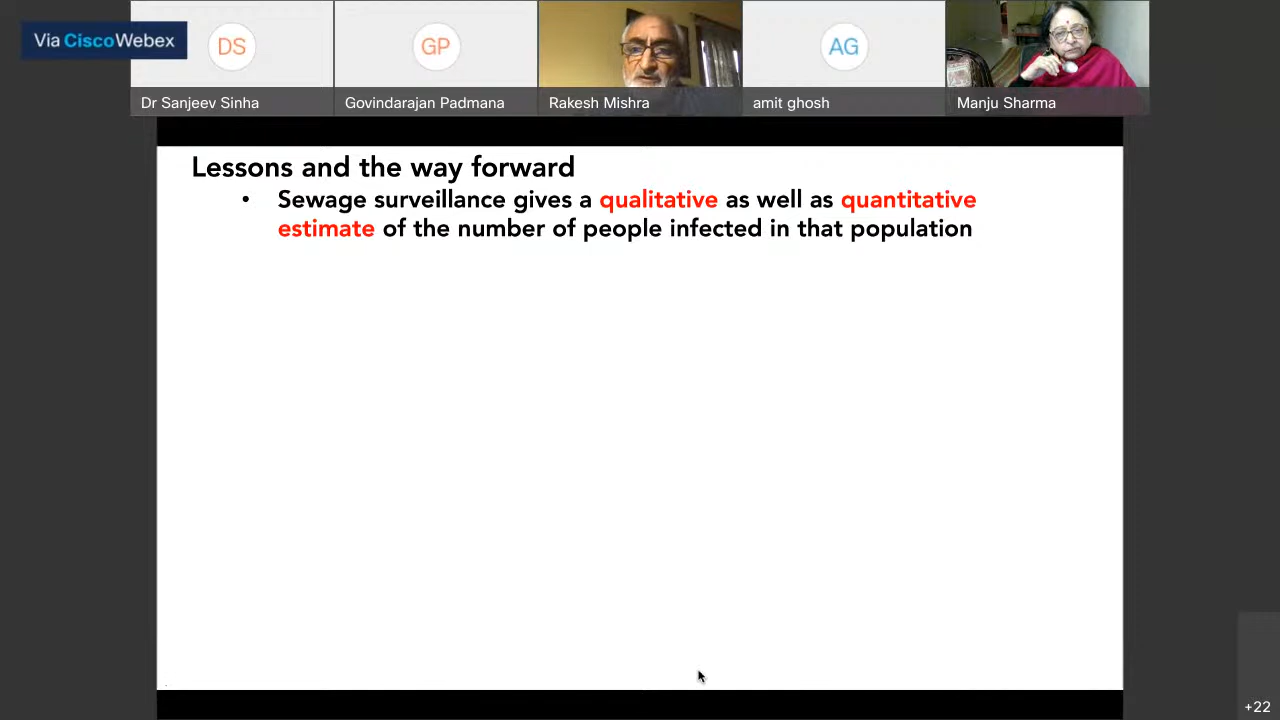 Via CiscoWebex
DS
GP
AG
Dr Sanjeev Sinha
Govindarajan Padmana
Rakesh Mishra
amit ghosh
Manju Sharma
Lessons and the way forward
• Sewage surveillance gives a qualitative as well as quantitative
estimate of the number of people infected in that population
+22